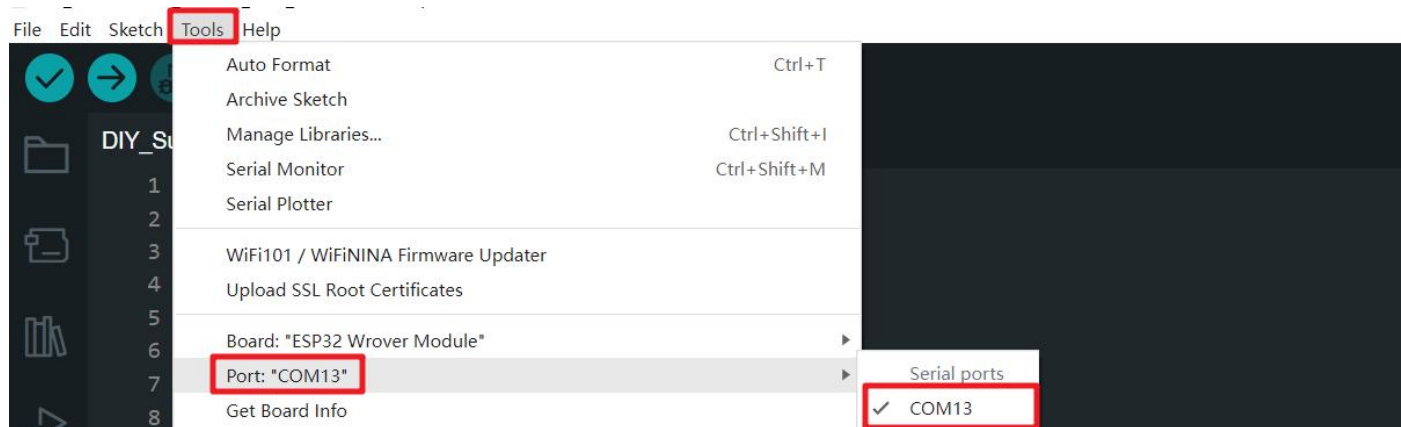 File Edit Sketch Tools Help
Auto Format Ctrl+T
Archive Sketch
DIY_Su
Manage Libraries... Ctrl+Shift+I
Serial Monitor Ctrl+Shift+M
1
Serial Plotter
2
3 WiFi101 / WiFiNINA Firmware Updater
4 Upload SSL Root Certificates
5
6 Board: "ESP32 Wrover Module"
7 Port: "COM13" Serial ports
8 Get Board Info ✓ COM13